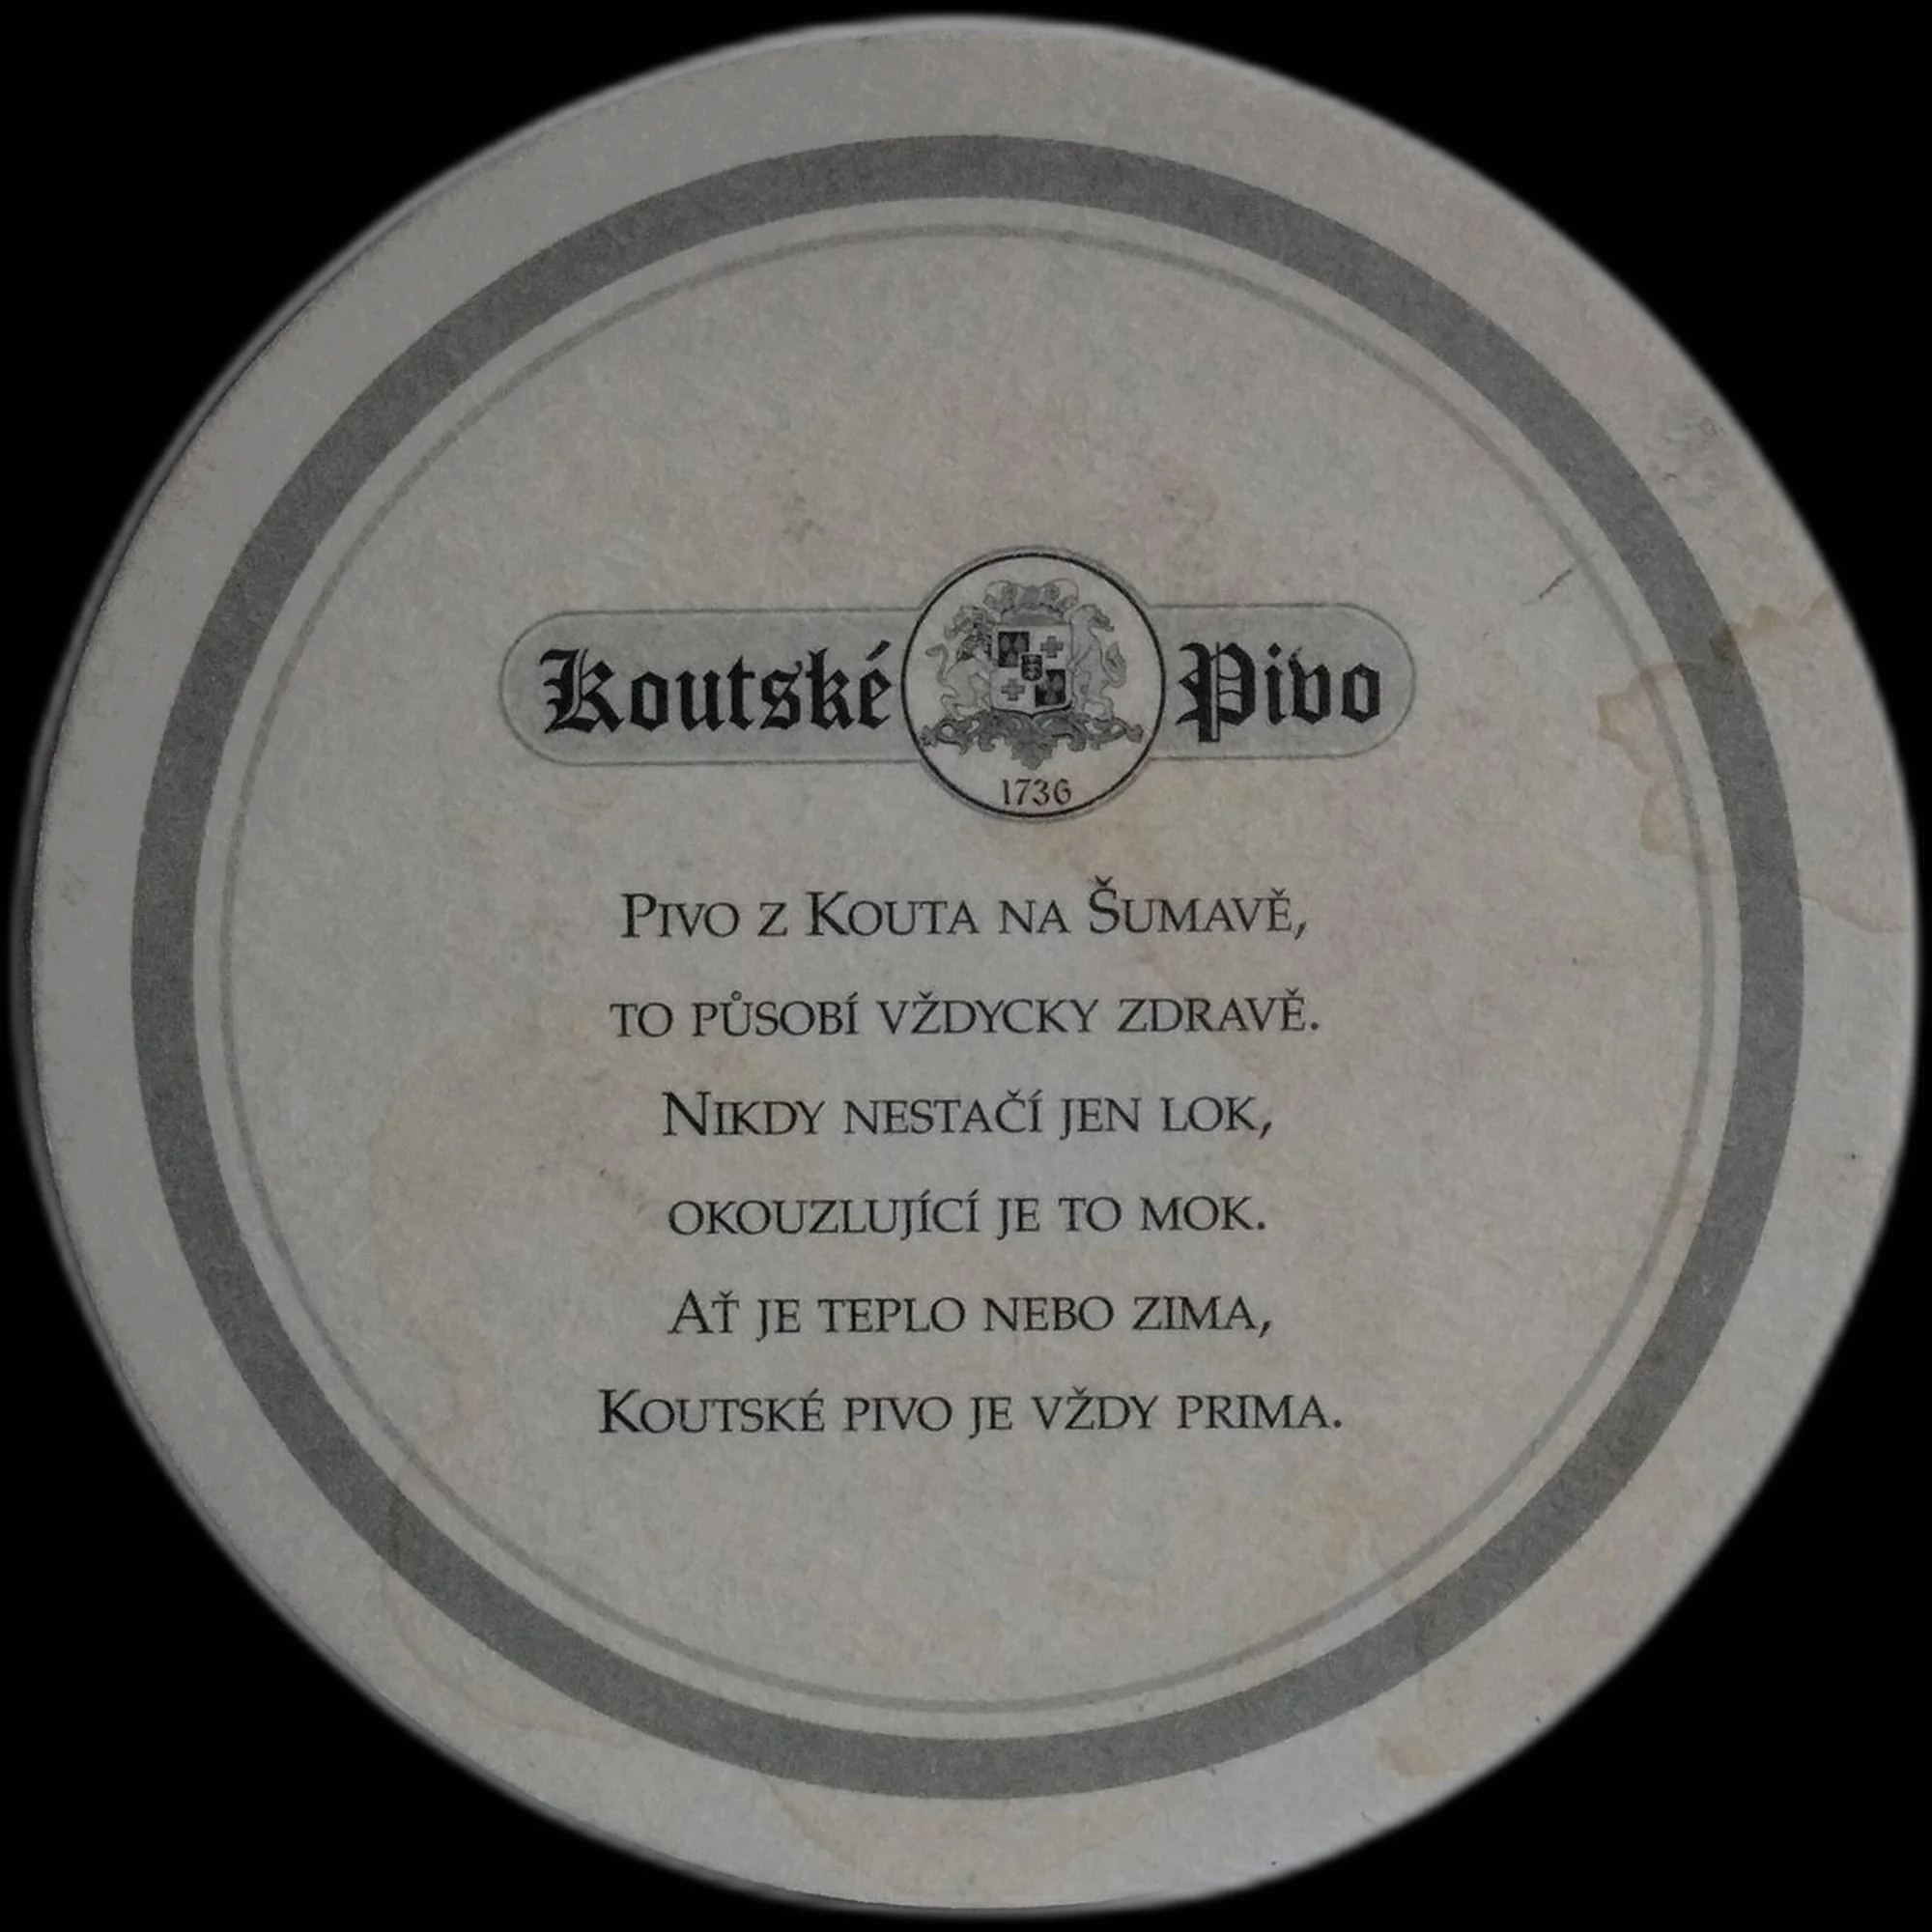 Koutské Pivo
1736
Pivo z Kouta na Šumavě,
to působí vždycky zdravě.
Nikdy nestačí jen lok,
okouzlující je to mok.
Ať je teplo nebo zima,
Koutské pivo je vždy prima.